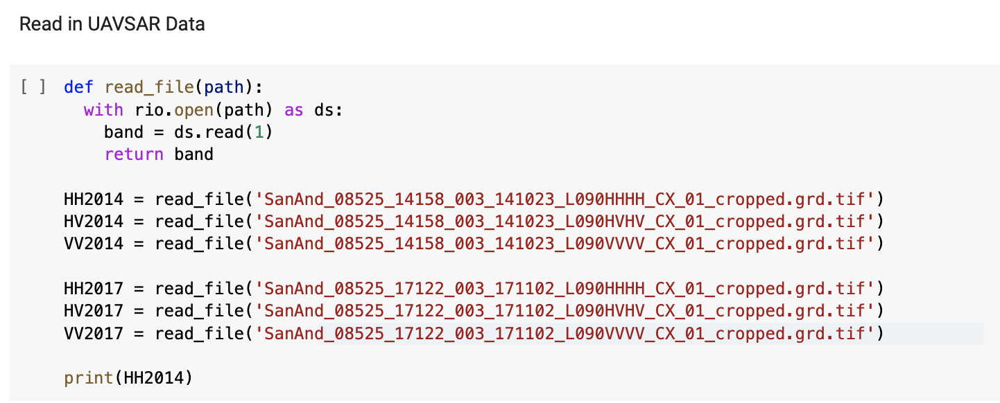 Read in UAVSAR Data
[ ] def read_file(path):
with rio.open(path) as ds:
band = ds.read(1)
return band
HH2014 = read_file('SanAnd_08525_14158_003_141023_L090HHHH_CX_01_cropped.grd.tif')
HV2014 = read_file('SanAnd_08525_14158_003_141023_L090HVHV_CX_01_cropped.grd.tif')
VV2014 = read_file('SanAnd_08525_14158_003_141023_L090VVVV_CX_01_cropped.grd.tif')
HH2017 = read_file('SanAnd_08525_17122_003_171102_L090HHHH_CX_01_cropped.grd.tif')
HV2017 = read_file('SanAnd_08525_17122_003_171102_L090HVHV_CX_01_cropped.grd.tif')
VV2017 = read_file('SanAnd_08525_17122_003_171102_L090VVVV_CX_01_cropped.grd.tif')
print(HH2014)